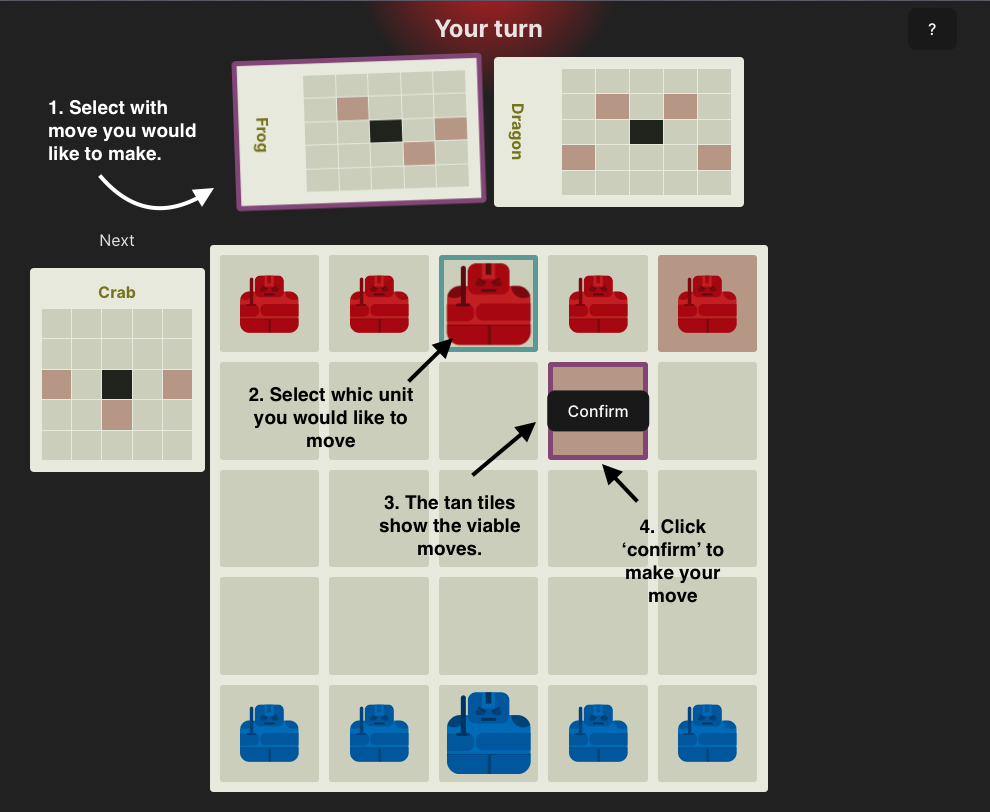 Your turn
?
1. Select with
move you would
like to make.
Frog
Dragon
Next
Crab
2. Select whic unit
you would like to
move
Confirm
3. The tan tiles
show the viable
moves.
4. Click
‘confirm’ to
make your
move